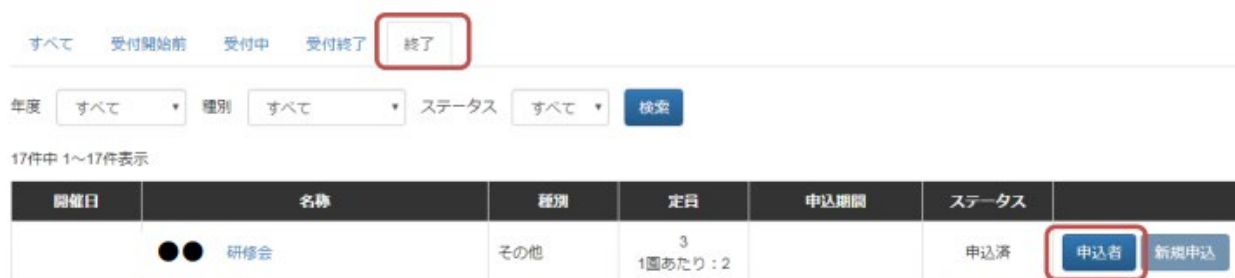 すべて 受付開始前 受付中 受付終了 終了
年度 すべて 種別 すべて ステータス すべて 検索
17件中 1～17件表示
開催日 名称 種別 定員 申込期間 ステータス
●● 研修会 その他 3 申込済 申込者 新規申込
1園あたり：2